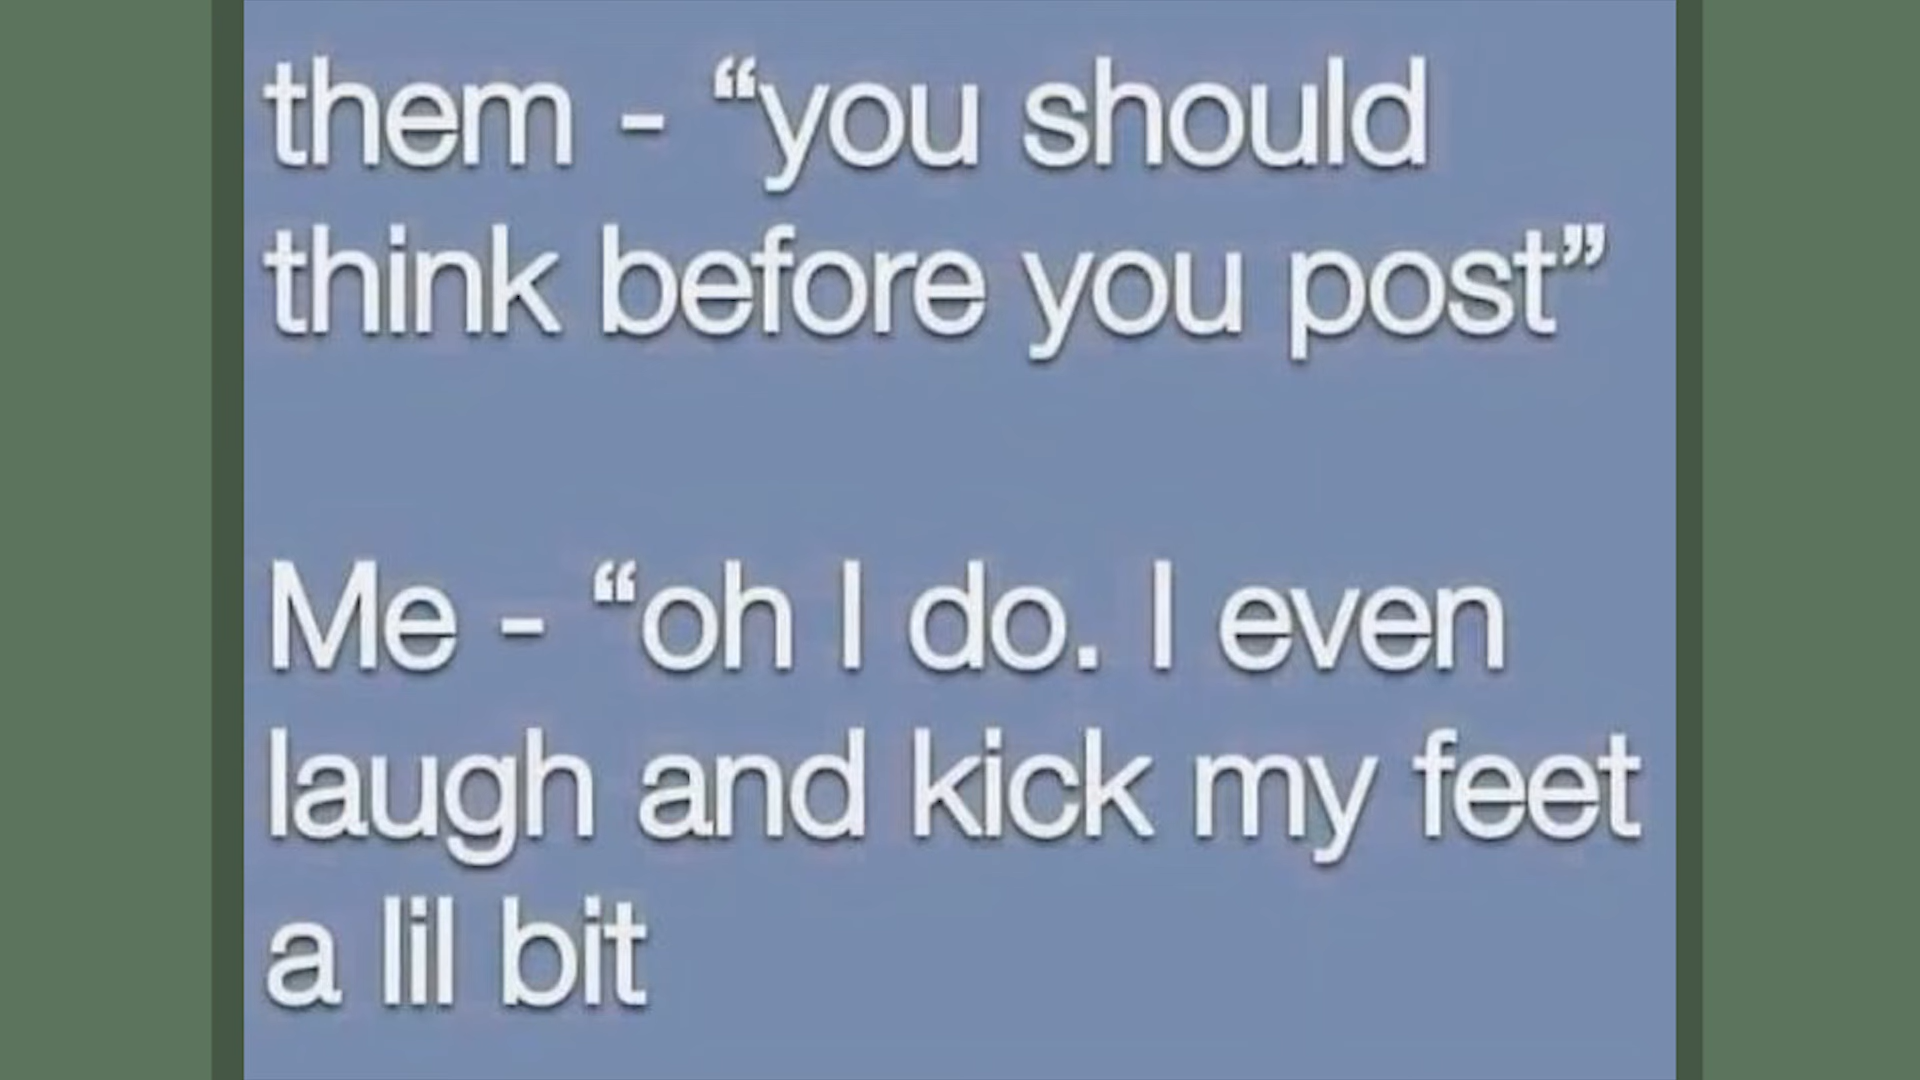 them - “you should
think before you post”
Me - “oh I do. I even
laugh and kick my feet
a lil bit